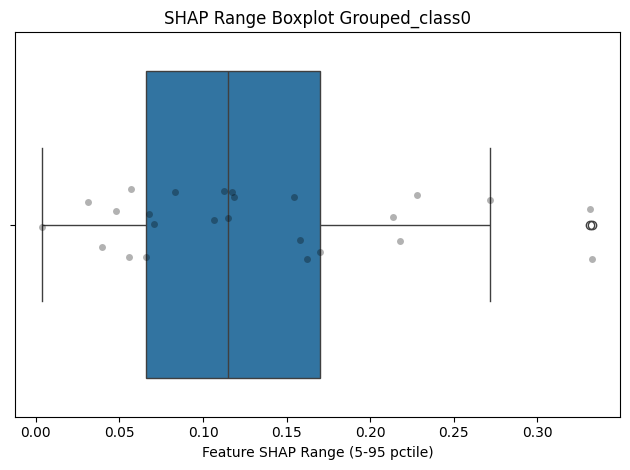 SHAP Range Boxplot Grouped_class0
0.00 0.05 0.10 0.15 0.20 0.25 0.30
Feature SHAP Range (5-95 pctile)